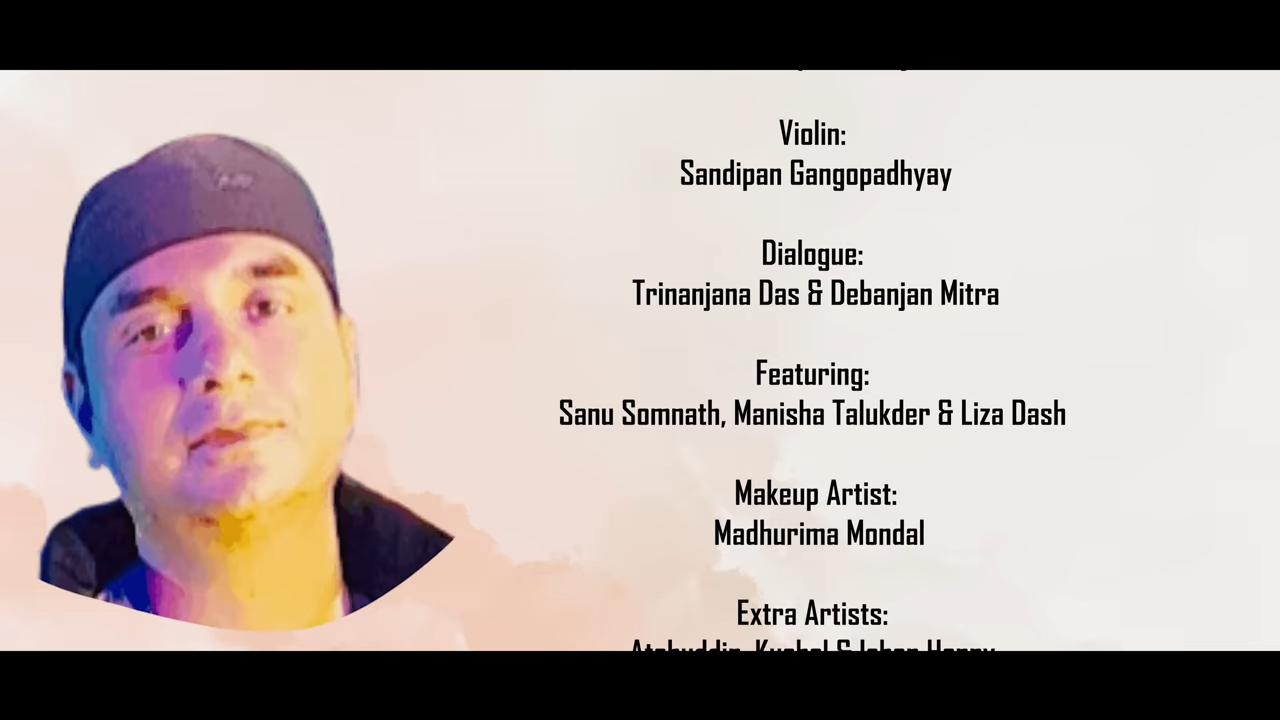 Violin:
Sandipan Gangopadhyay
Dialogue:
Trinanjana Das & Debanjan Mitra
Featuring:
Sanu Somnath, Manisha Talukder & Liza Dash
Makeup Artist:
Madhurima Mondal
Extra Artists: